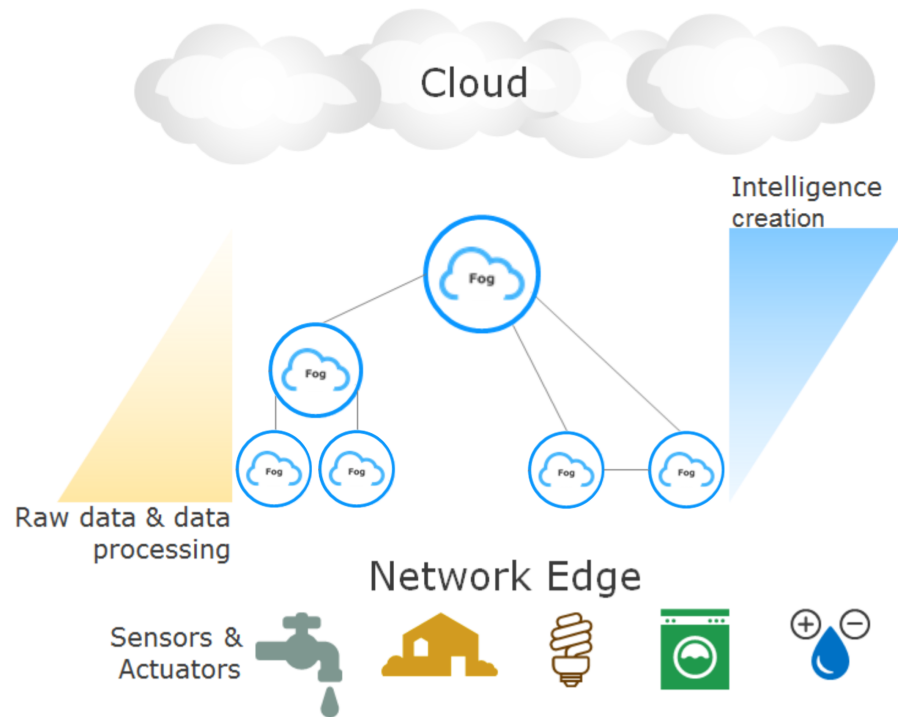 Cloud
Intelligence
creation
Fog
Fog
Fog
Fog
Fog
Fog
Raw data & data
processing
Network Edge
Sensors &
Actuators